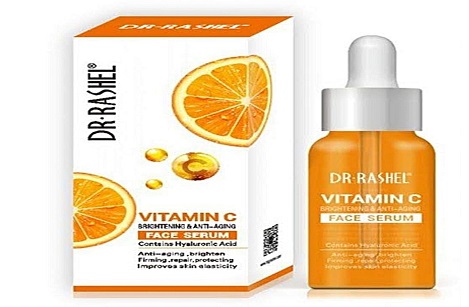 DR·RASHEL®
C
VITAMIN C
BRIGHTENING & ANTI-AGING
FACE SERUM
Contains Hyaluronic Acid
Anti-aging ,brighten
Firming ,repair,protecting
Improves skin elasticity
DR·RASHEL®
VITAMIN C
BRIGHTENING & ANTI-AGING
FACE SERUM
Contains Hyaluronic Acid
Anti-aging ,brighten
Firming ,repair,protecting
Improves skin elasticity